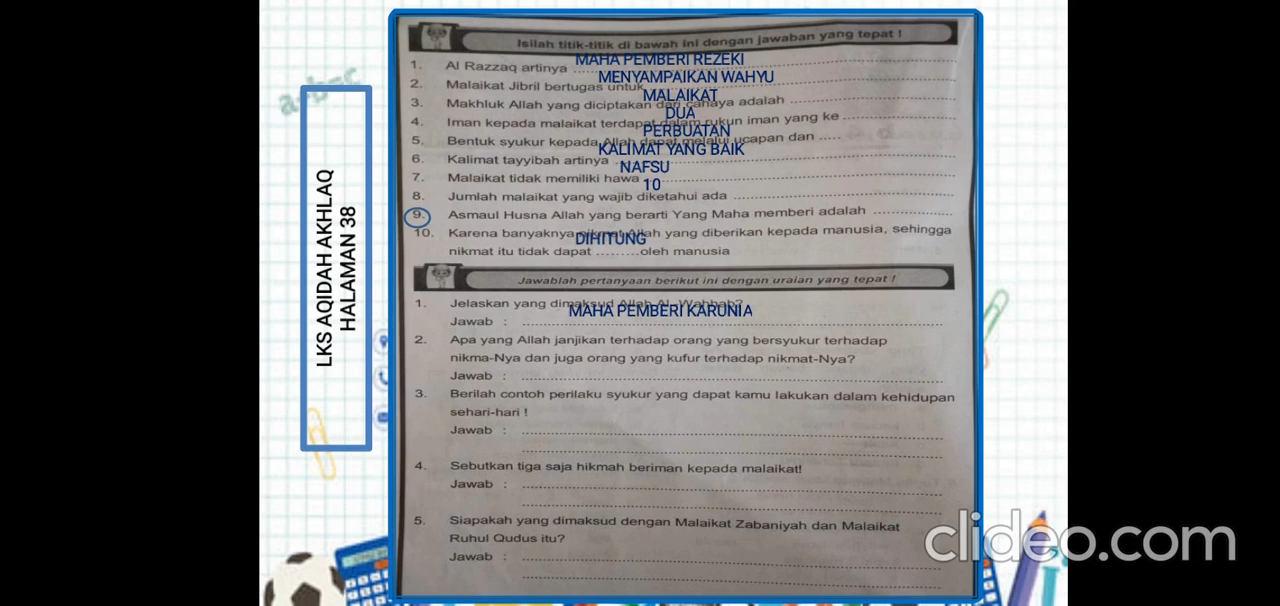 LKS AQIDAH AKHLAQ
HALAMAN 38
Isilah titik-titik di bawah ini dengan jawaban yang tepat !
1. Al Razzaq artinya MAHA PEMBERI REZEKI
2. Malaikat Jibril bertugas untuk MENYAMPAIKAN WAHYU
3. Makhluk Allah yang diciptakan dari cahaya adalah MALAIKAT
4. Iman kepada malaikat terdapat dalam rukun iman yang ke DUA
5. Bentuk syukur kepada Allah dapat melalui ucapan dan ..... PERBUATAN
6. Kalimat tayyibah artinya KALIMAT YANG BAIK
7. Malaikat tidak memiliki hawa NAFSU
8. Jumlah malaikat yang wajib diketahui ada 10
9. Asmaul Husna Allah yang berarti Yang Maha memberi adalah
10. Karena banyaknya nikmat Allah yang diberikan kepada manusia, sehingga
nikmat itu tidak dapat .........oleh manusia
DIHITUNG
Jawablah pertanyaan berikut ini dengan uraian yang tepat !
1. Jelaskan yang dimaksud Allah Al- Wahhab?
Jawab : MAHA PEMBERI KARUNIA
2. Apa yang Allah janjikan terhadap orang yang bersyukur terhadap
nikma-Nya dan juga orang yang kufur terhadap nikmat-Nya?
Jawab :
3. Berilah contoh perilaku syukur yang dapat kamu lakukan dalam kehidupan
sehari-hari !
Jawab :
4. Sebutkan tiga saja hikmah beriman kepada malaikat!
Jawab :
5. Siapakah yang dimaksud dengan Malaikat Zabaniyah dan Malaikat
Ruhul Qudus itu?
Jawab :
clideo.com